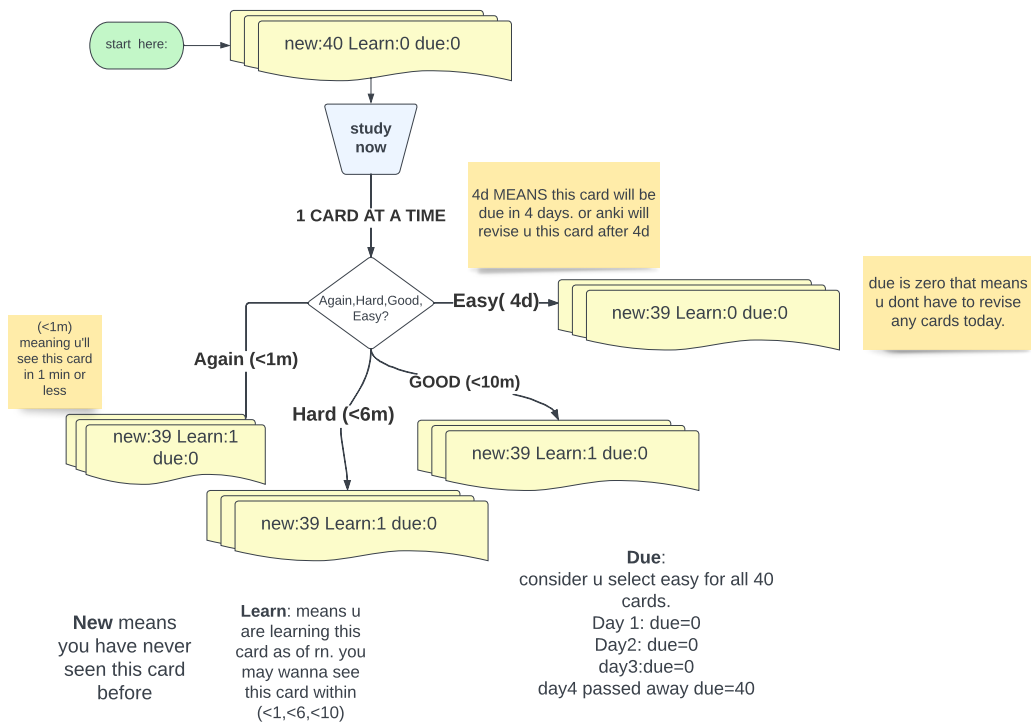 start  here:
new:40 Learn:0 due:0
study
now
1 CARD AT A TIME
4d MEANS this card will be
due in 4 days. or anki will
revise u this card after 4d
Again,Hard,Good,
Easy?
Easy( 4d)
new:39 Learn:0 due:0
due is zero that means
u dont have to revise
any cards today.
(<1m)
meaning u'll
see this card
in 1 min or
less
Again (<1m)
Hard (<6m)
GOOD (<10m)
new:39 Learn:1
due:0
new:39 Learn:1 due:0
new:39 Learn:1 due:0
New means
you have never
seen this card
before
Learn: means u
are learning this
card as of rn. you
may wanna see
this card within
(<1,<6,<10)
Due:
consider u select easy for all 40
cards.
Day 1: due=0
Day2: due=0
day3:due=0
day4 passed away due=40